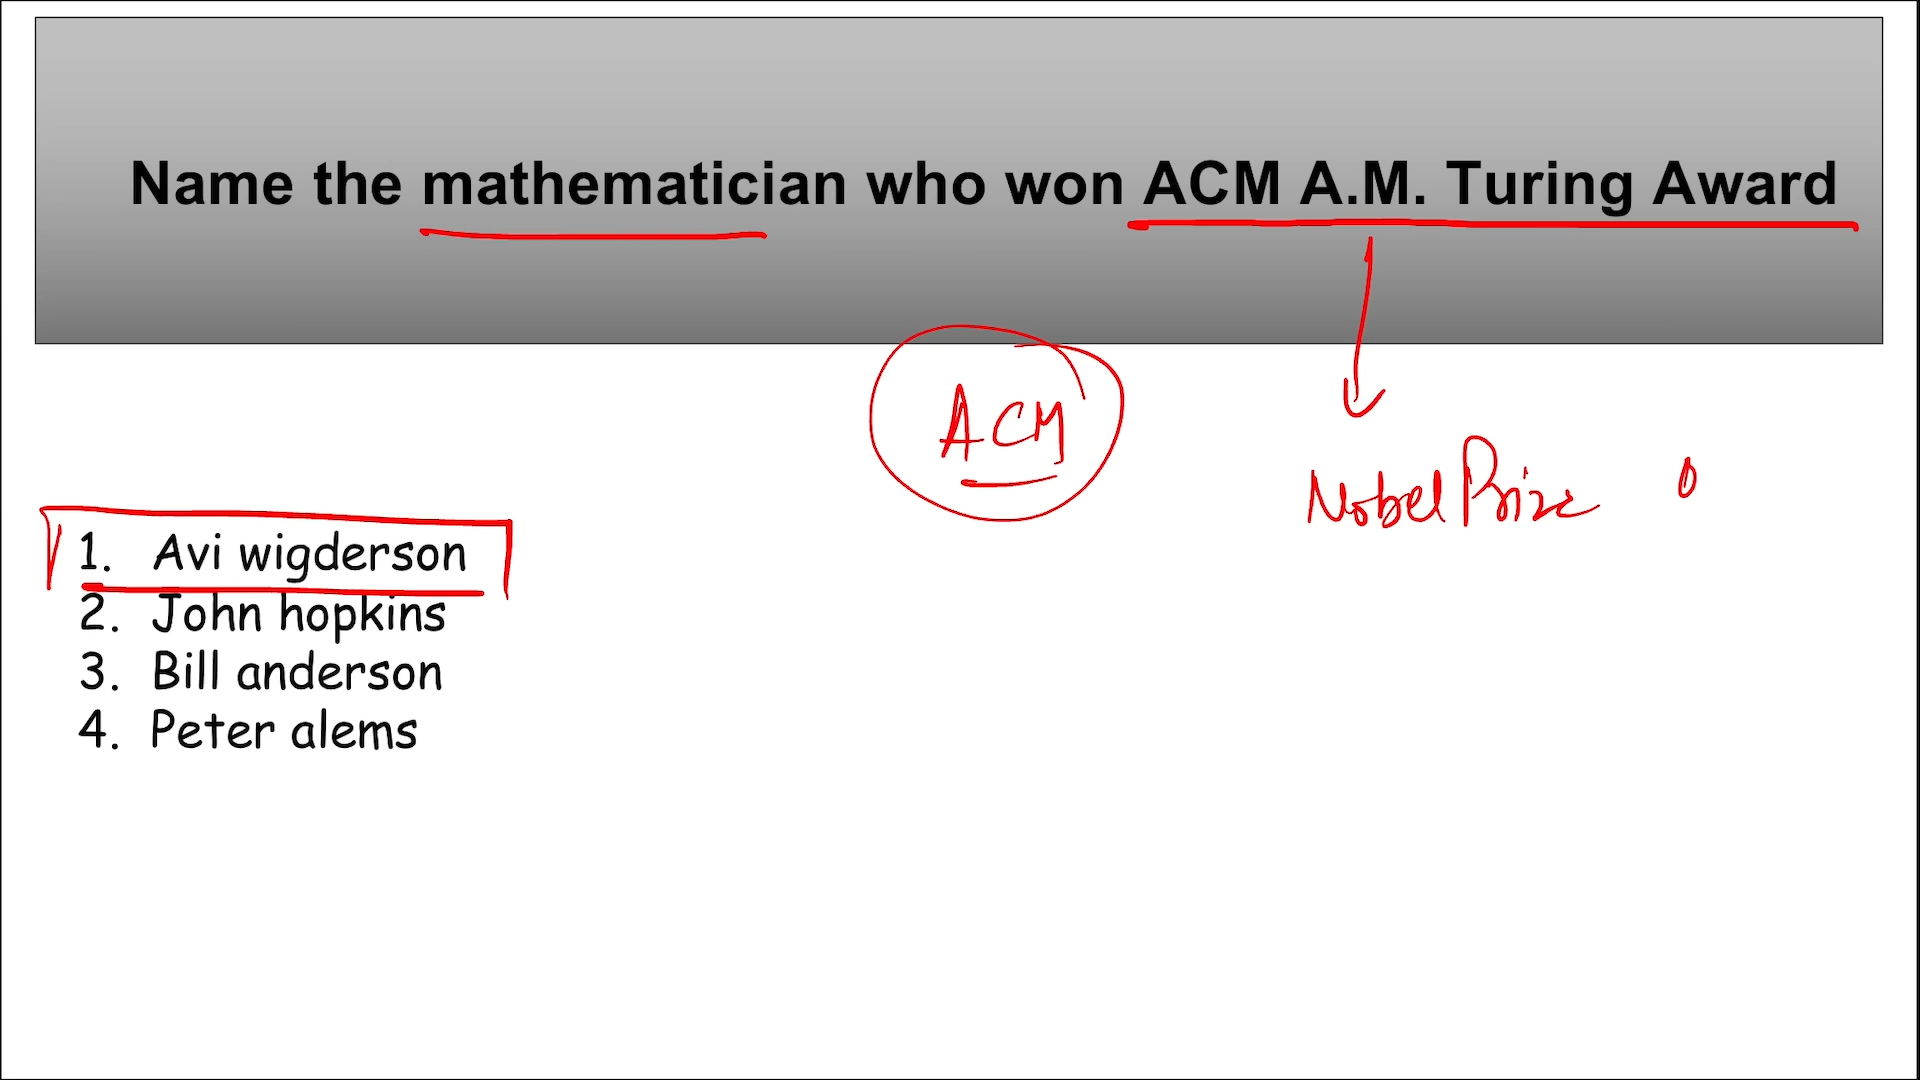 Name the mathematician who won ACM A.M. Turing Award
ACM
Nobel Prize o
1. Avi wigderson
2. John hopkins
3. Bill anderson
4. Peter alems